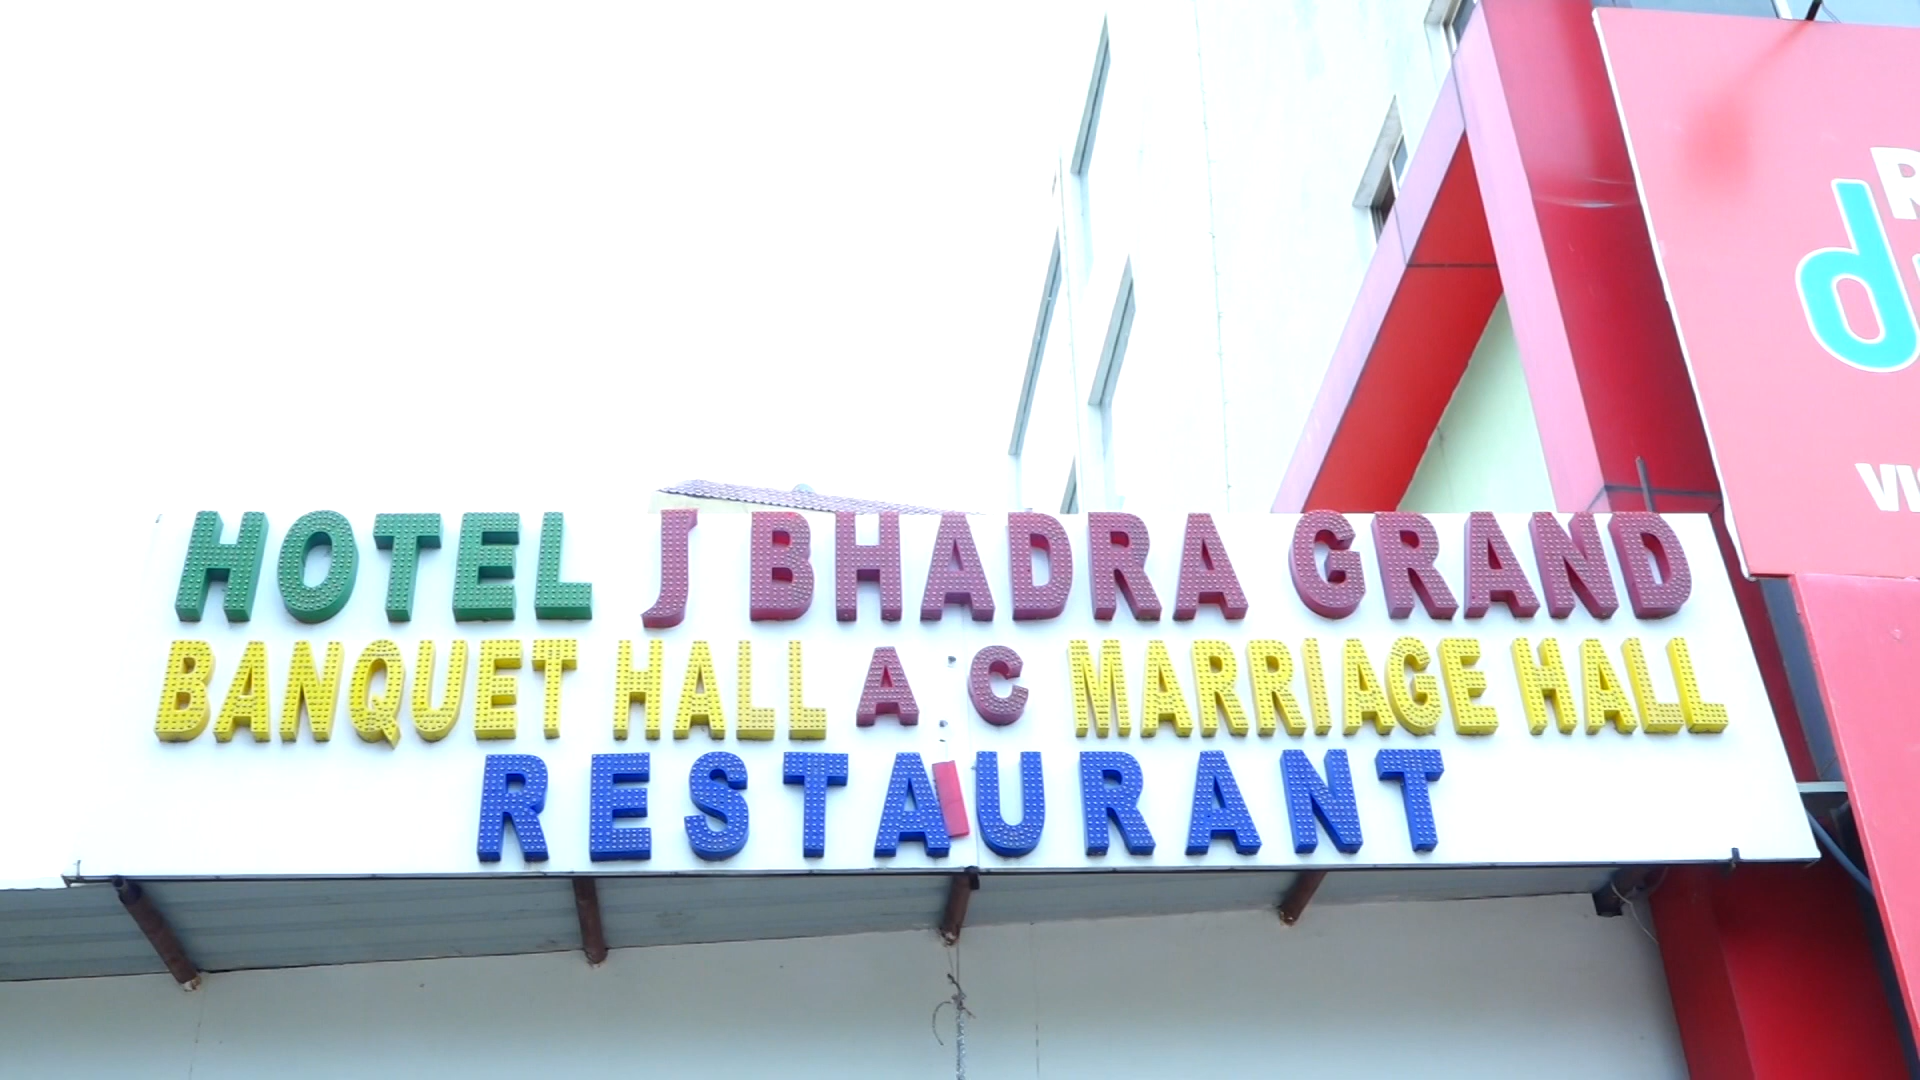 HOTEL J BHADRA GRAND
BANQUET HALL A C MARRIAGE HALL
RESTAURANT